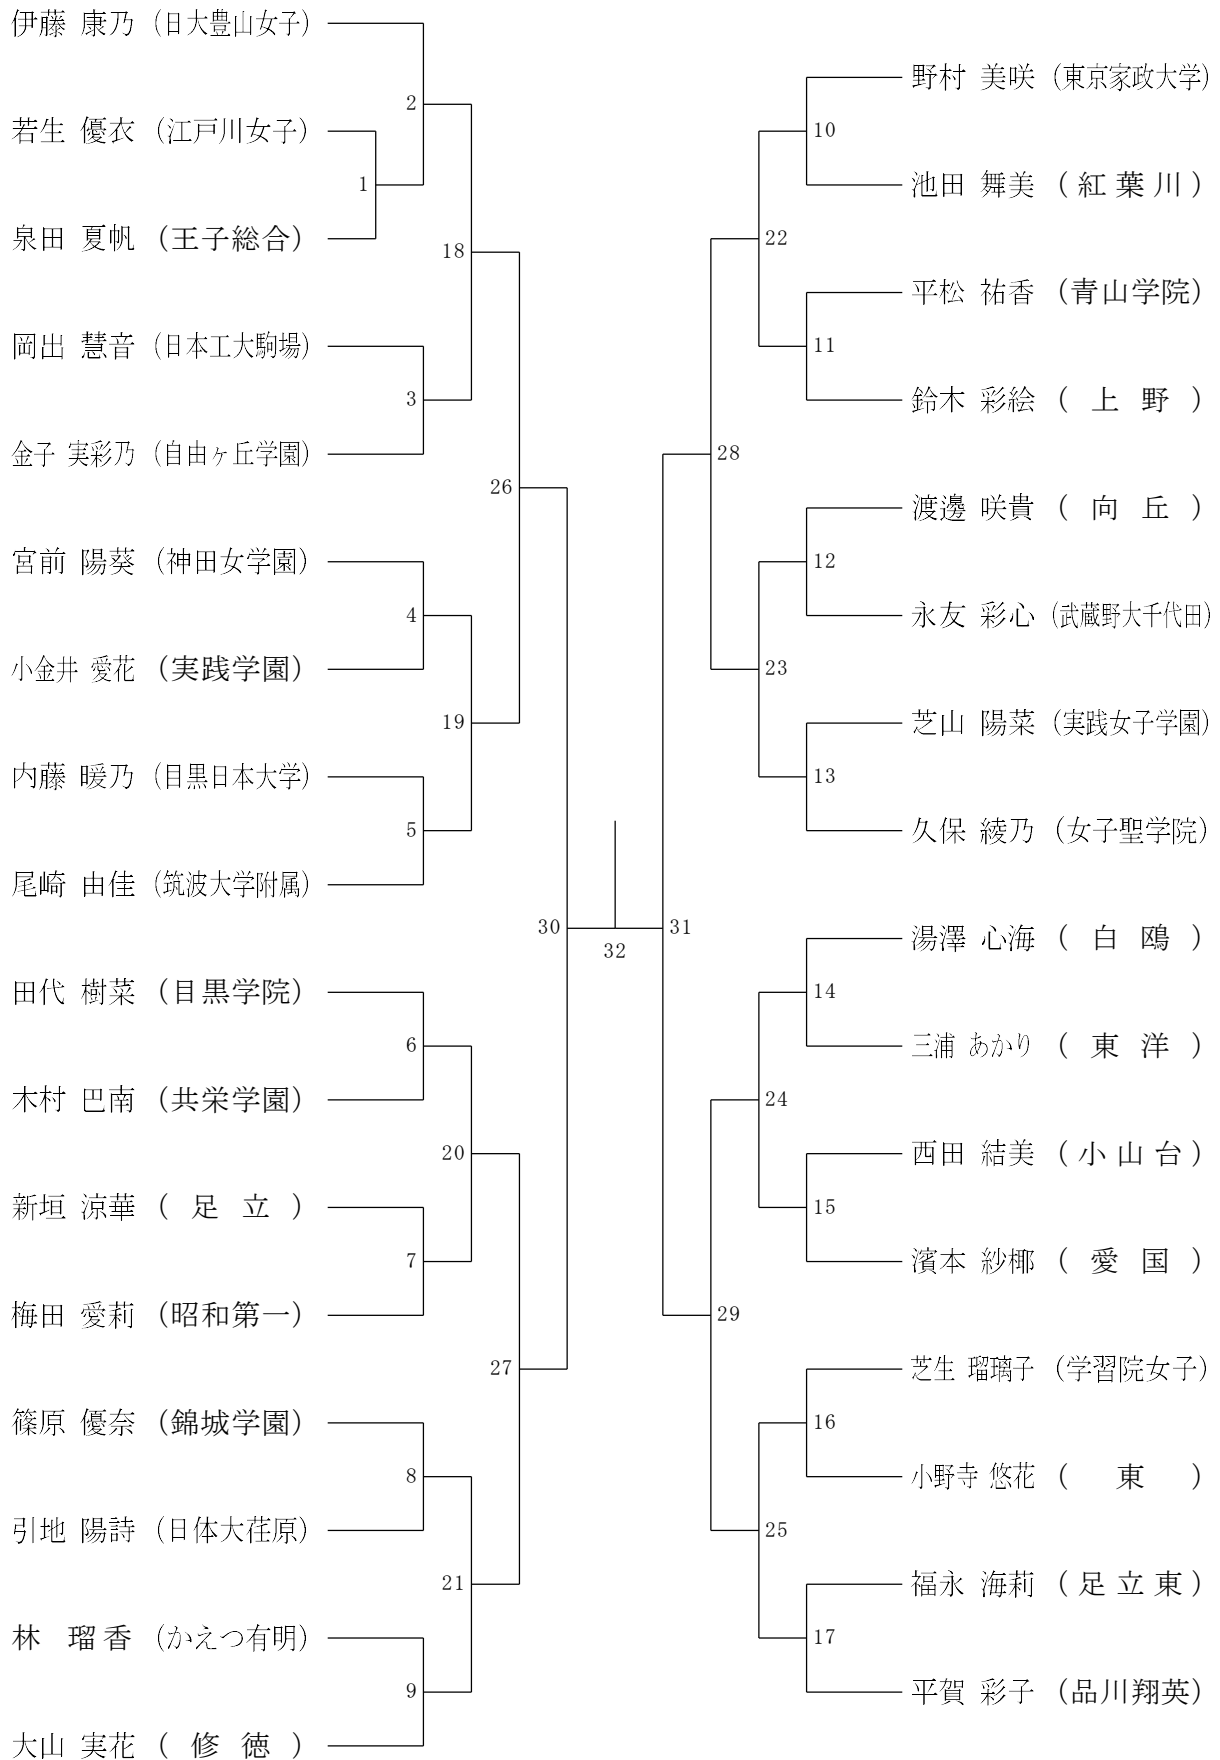 伊藤 康乃 (日大豊山女子)
2
若生 優衣 (江戸川女子)
1
泉田 夏帆 (王子総合)
18
岡出 慧音 (日本工大駒場)
3
金子 実彩乃 (自由ヶ丘学園)
26
宮前 陽葵 (神田女学園)
4
小金井 愛花 (実践学園)
19
内藤 暖乃 (目黒日本大学)
5
尾崎 由佳 (筑波大学附属)
30
田代 樹菜 (目黒学院)
6
木村 巴南 (共栄学園)
20
新垣 涼華 (足立)
7
梅田 愛莉 (昭和第一)
27
篠原 優奈 (錦城学園)
8
引地 陽詩 (日体大荏原)
21
林 瑠香 (かえつ有明)
9
大山 実花 (修徳)
32
野村 美咲 (東京家政大学)
10
池田 舞美 (紅葉川)
22
平松 祐香 (青山学院)
11
鈴木 彩絵 (上野)
28
渡邊 咲貴 (向丘)
12
永友 彩心 (武蔵野大千代田)
23
芝山 陽菜 (実践女子学園)
13
久保 綾乃 (女子聖学院)
31
湯澤 心海 (白鴎)
14
三浦 あかり (東洋)
24
西田 結美 (小山台)
15
濱本 紗椰 (愛国)
29
芝生 瑠璃子 (学習院女子)
16
小野寺 悠花 (東)
25
福永 海莉 (足立東)
17
平賀 彩子 (品川翔英)